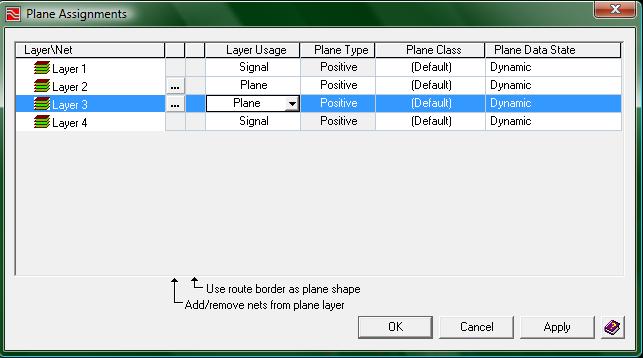 Plane Assignments
Layer\Net Layer Usage Plane Type Plane Class Plane Data State
Layer 1 Signal Positive (Default) Dynamic
Layer 2 ... Plane Positive (Default) Dynamic
Layer 3 ... Plane Positive (Default) Dynamic
Layer 4 Signal Positive (Default) Dynamic
Use route border as plane shape
Add/remove nets from plane layer
OK Cancel Apply